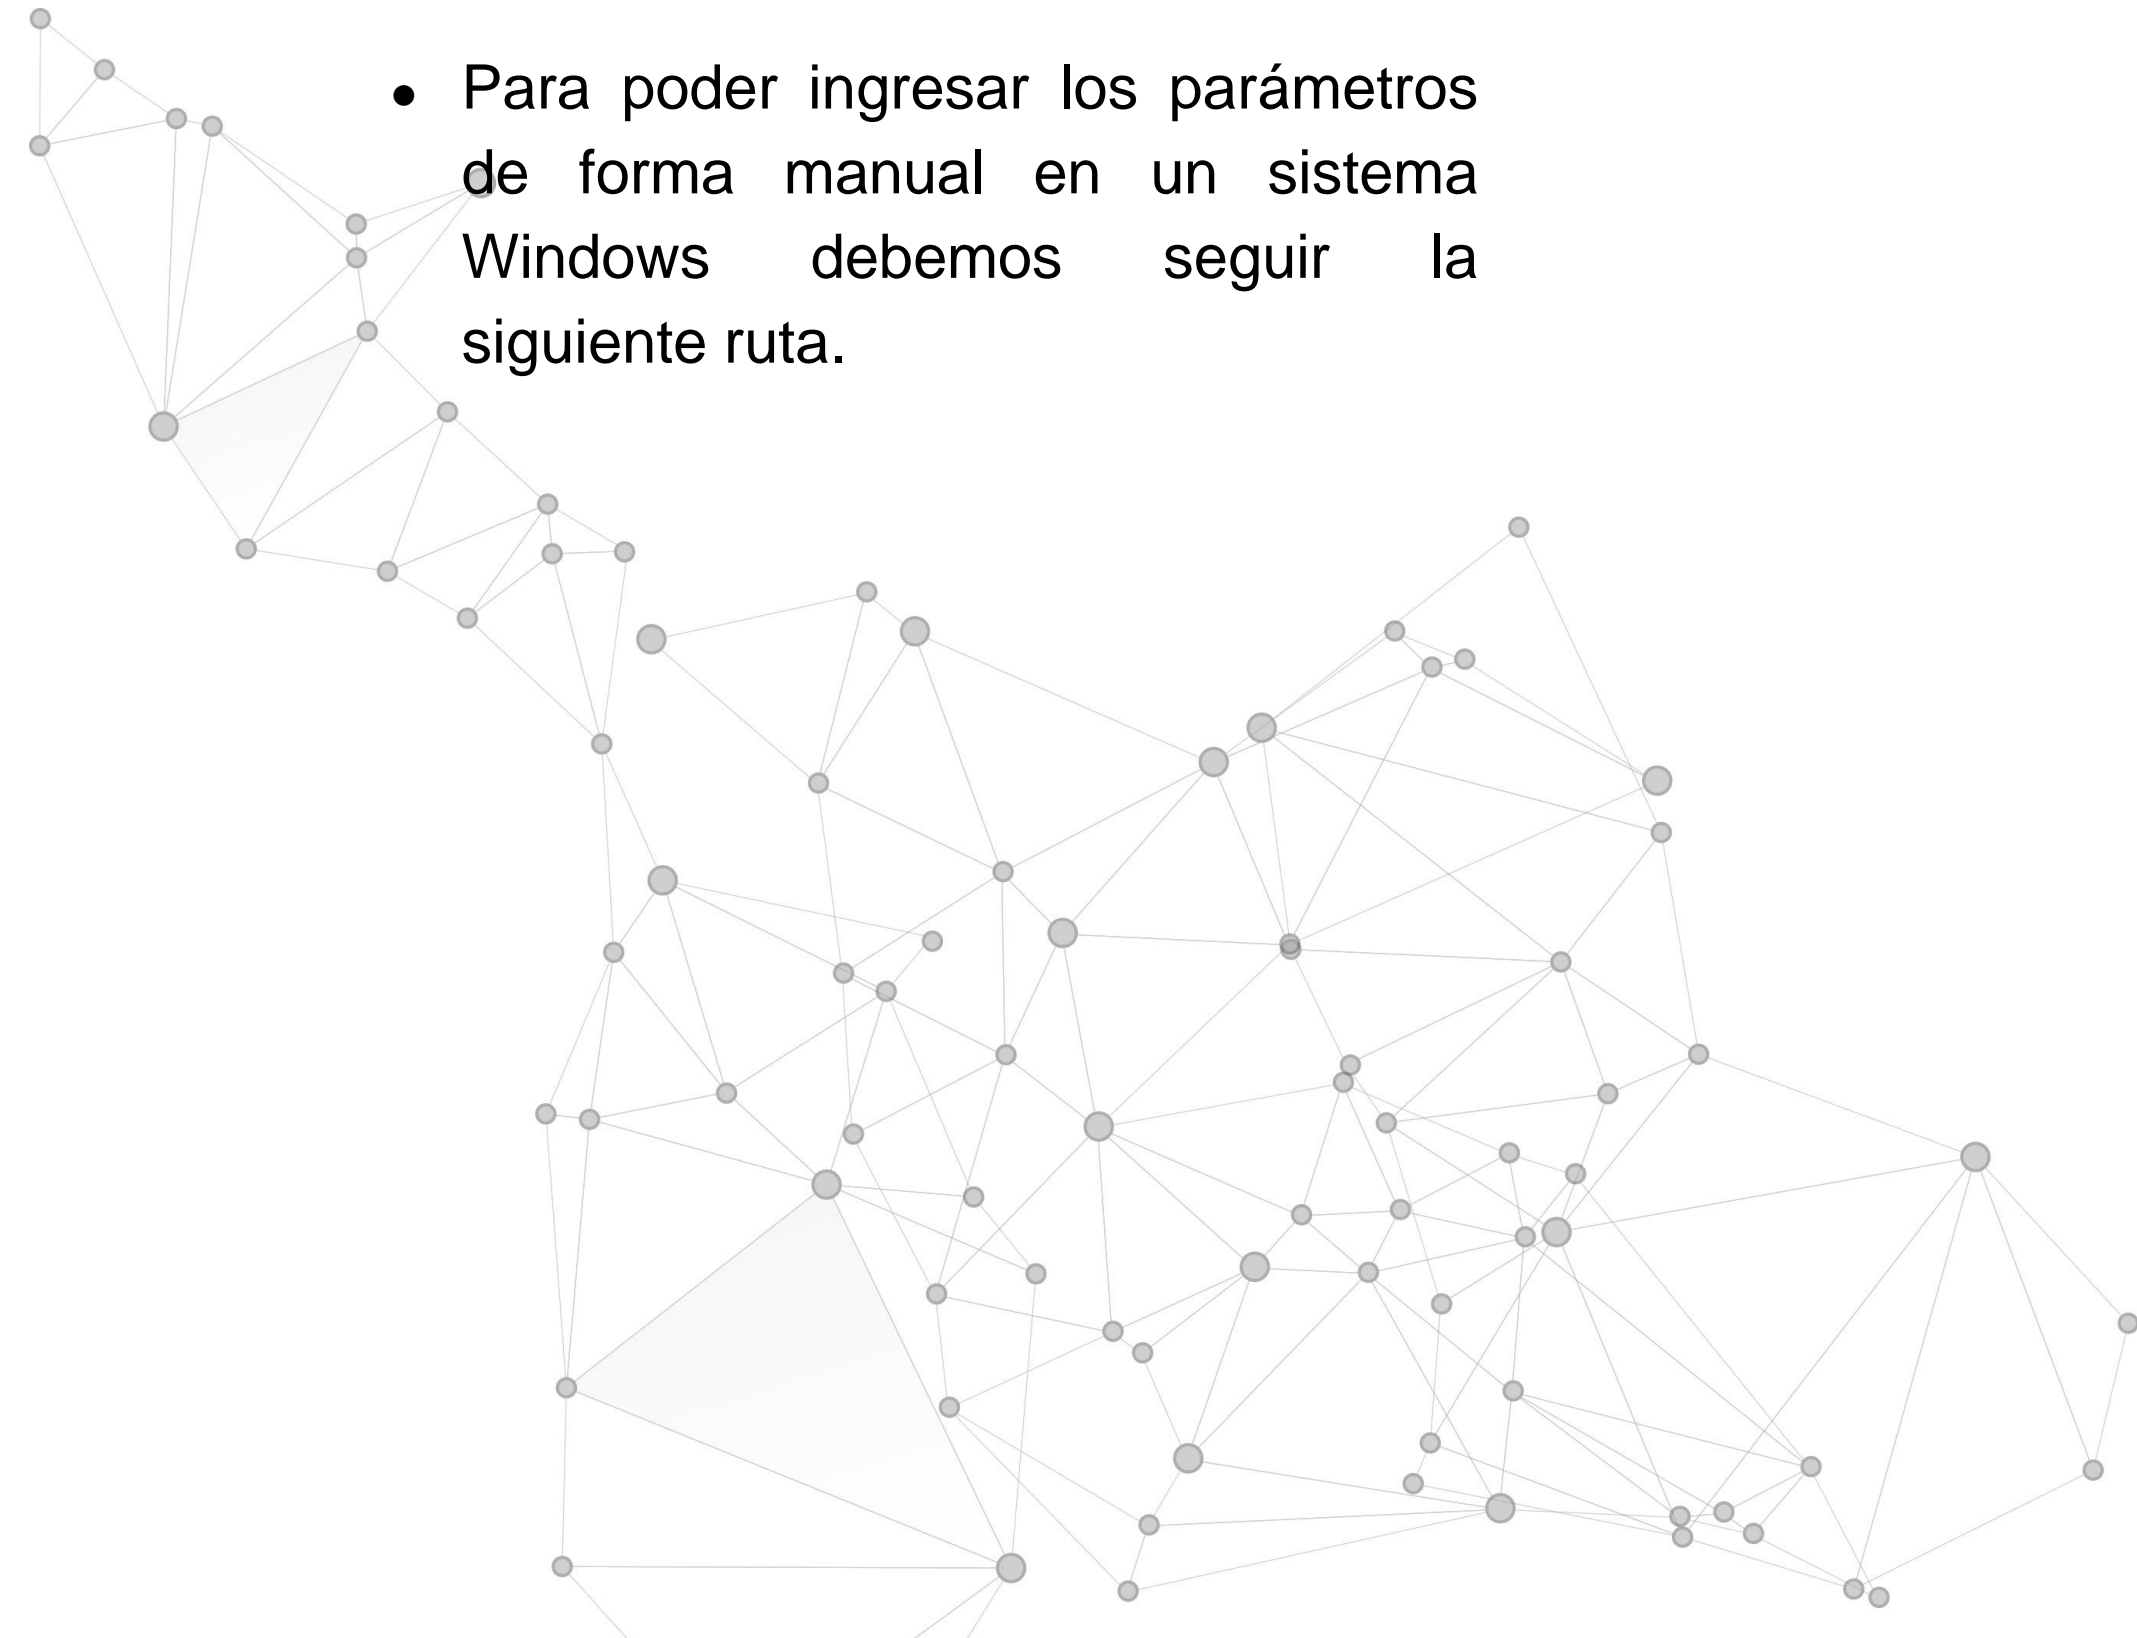 • Para poder ingresar los parámetros
de forma manual en un sistema
Windows debemos seguir la
siguiente ruta.